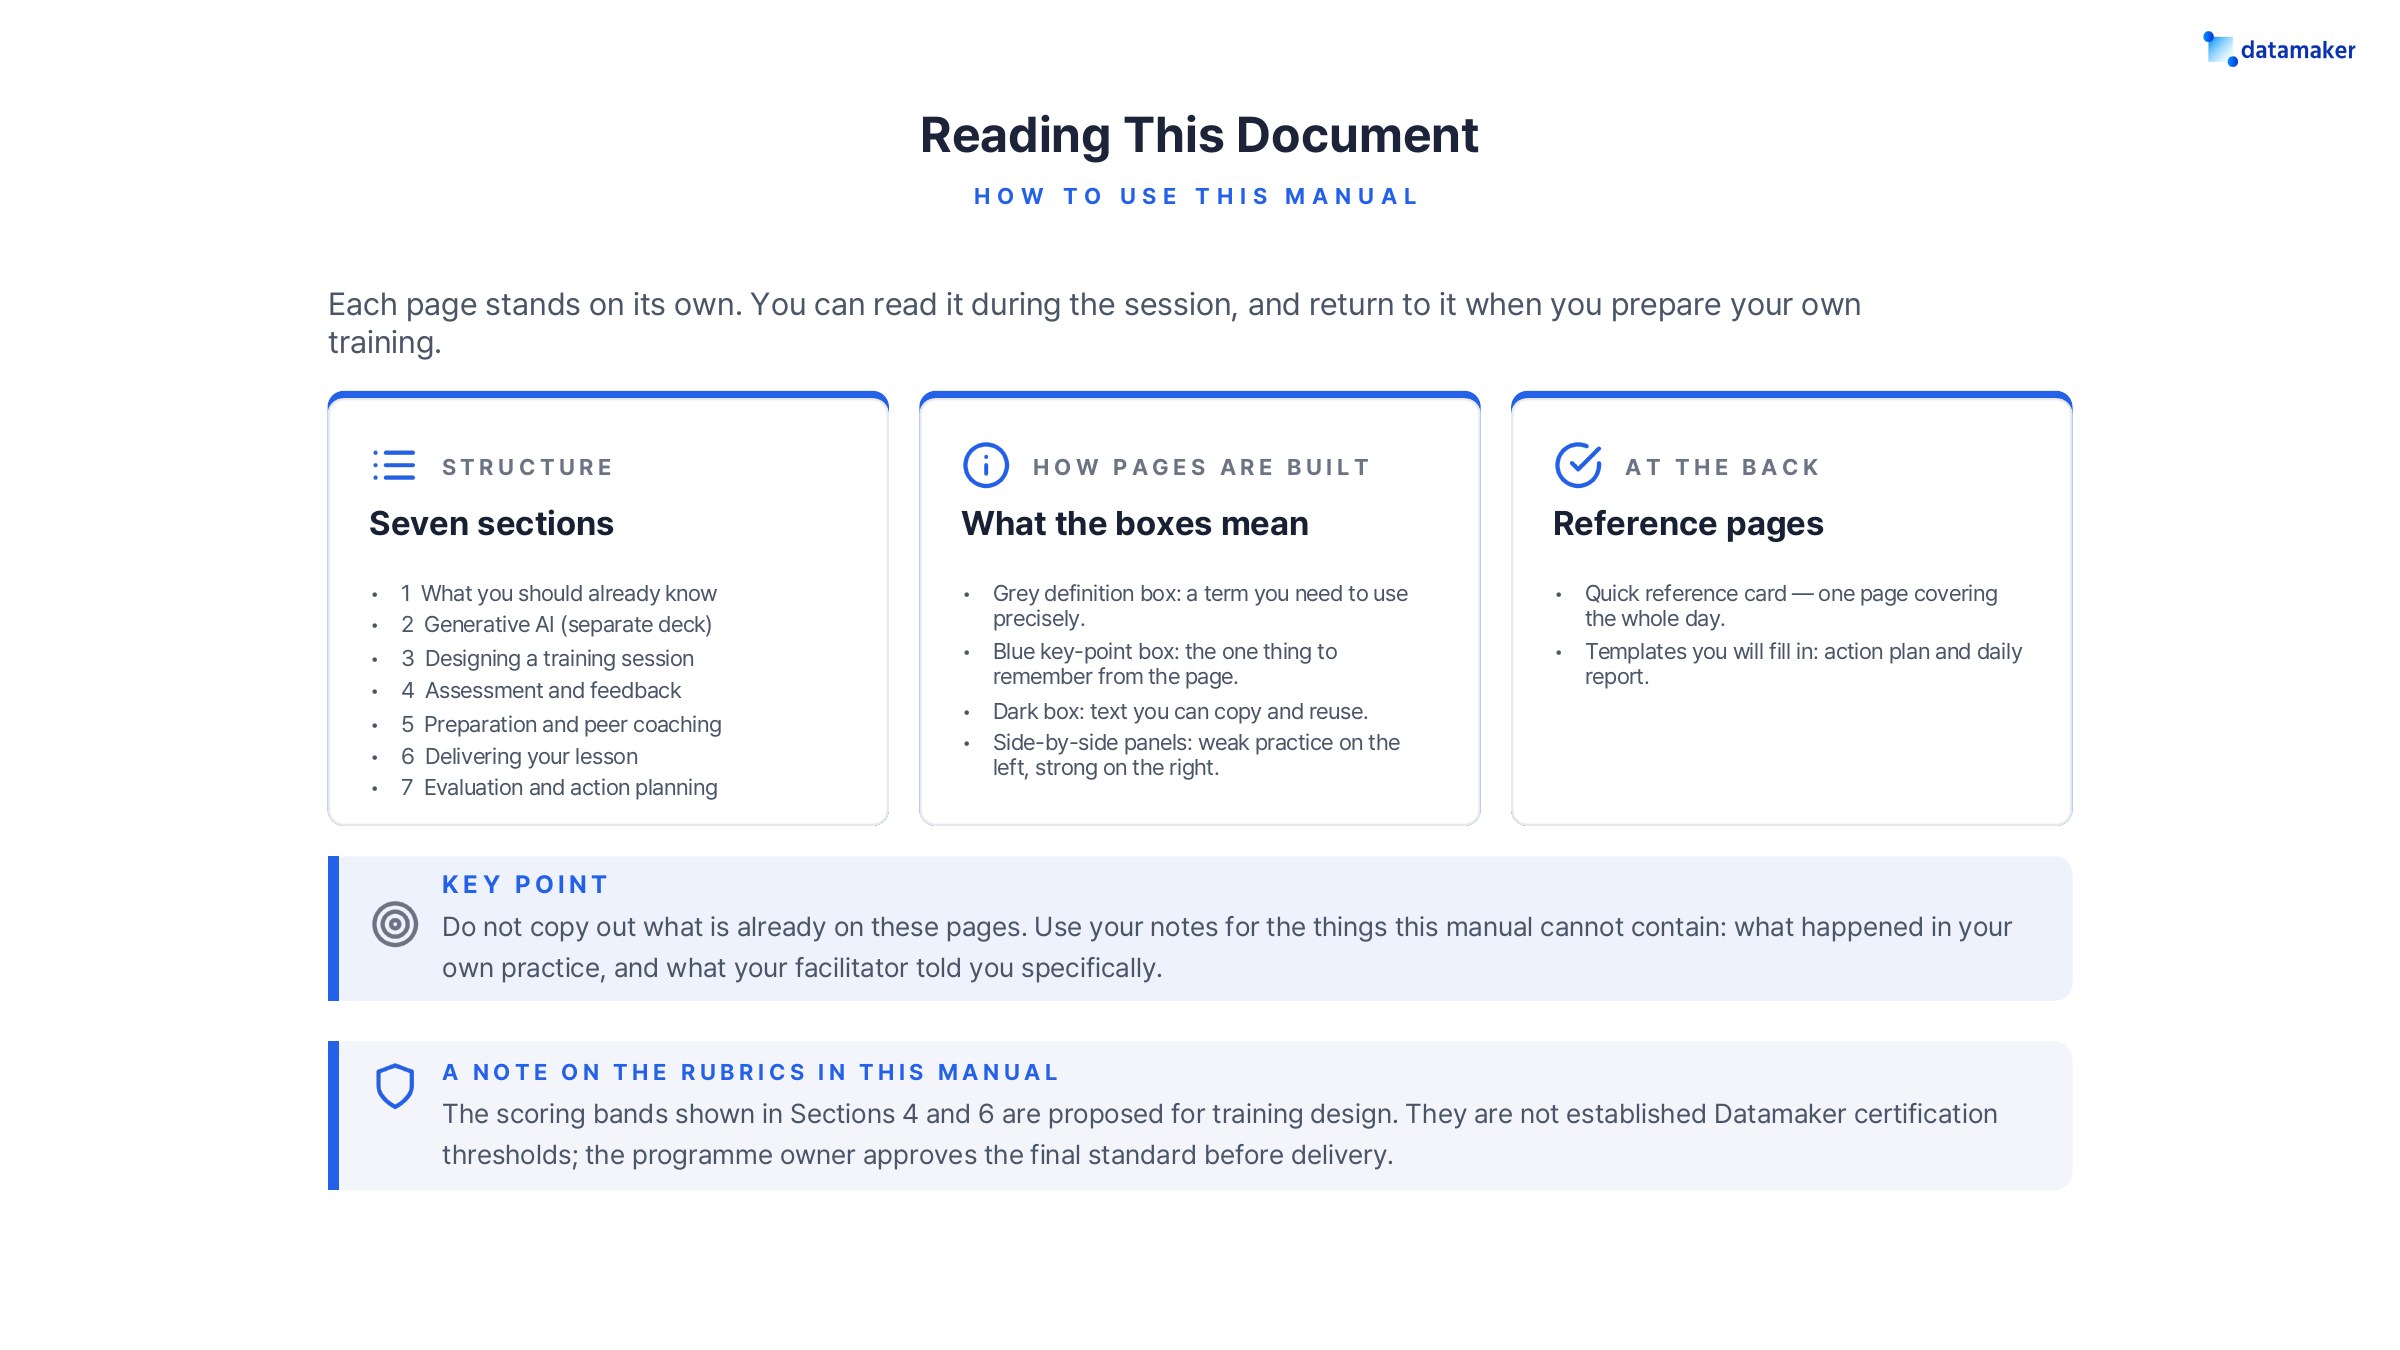 datamaker
Reading This Document
HOW TO USE THIS MANUAL
Each page stands on its own. You can read it during the session, and return to it when you prepare your own
training.
STRUCTURE
Seven sections
• 1 What you should already know
• 2 Generative AI (separate deck)
• 3 Designing a training session
• 4 Assessment and feedback
• 5 Preparation and peer coaching
• 6 Delivering your lesson
• 7 Evaluation and action planning
HOW PAGES ARE BUILT
What the boxes mean
• Grey definition box: a term you need to use
precisely.
• Blue key-point box: the one thing to
remember from the page.
• Dark box: text you can copy and reuse.
• Side-by-side panels: weak practice on the
left, strong on the right.
AT THE BACK
Reference pages
• Quick reference card — one page covering
the whole day.
• Templates you will fill in: action plan and daily
report.
KEY POINT
Do not copy out what is already on these pages. Use your notes for the things this manual cannot contain: what happened in your
own practice, and what your facilitator told you specifically.
A NOTE ON THE RUBRICS IN THIS MANUAL
The scoring bands shown in Sections 4 and 6 are proposed for training design. They are not established Datamaker certification
thresholds; the programme owner approves the final standard before delivery.